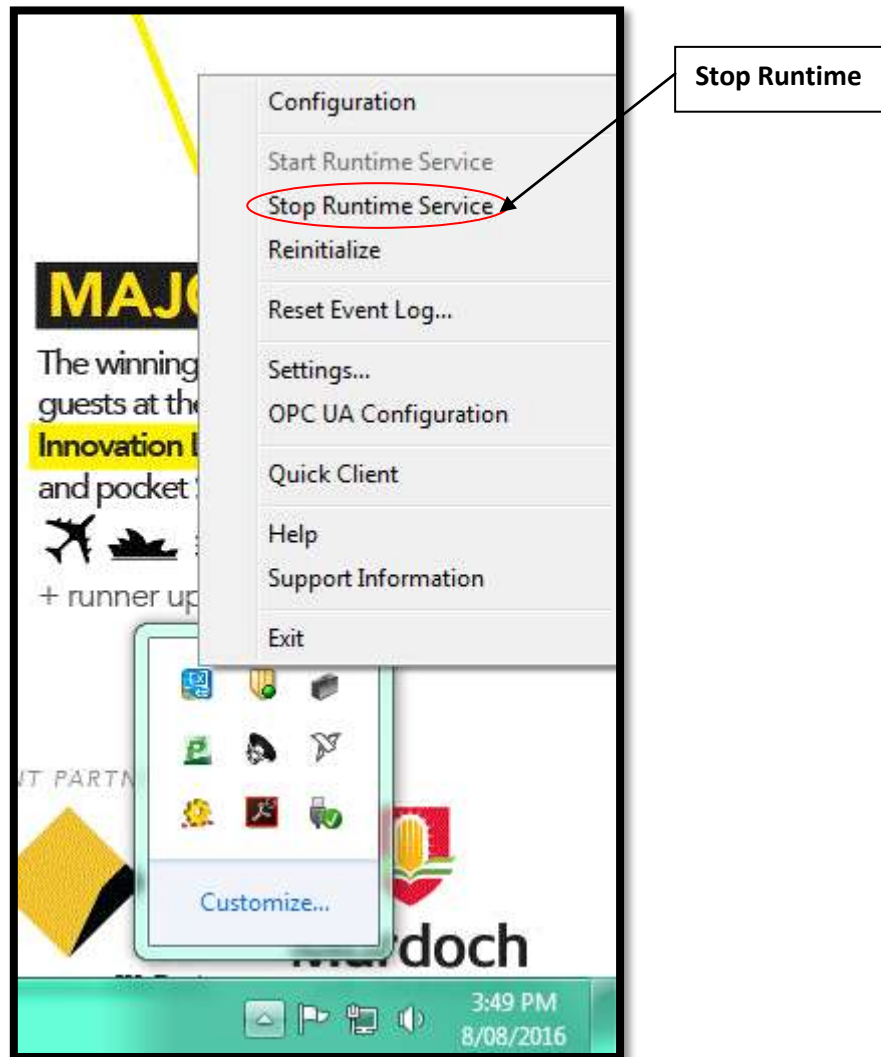 Stop Runtime
Configuration
Start Runtime Service
Stop Runtime Service
Reinitialize
Reset Event Log...
Settings...
OPC UA Configuration
Quick Client
Help
Support Information
Exit
MAJ
The winning
guests at the
Innovation
and pocket
+ runner up
PARTN
Customize...
Murdoch
3:49 PM
8/08/2016